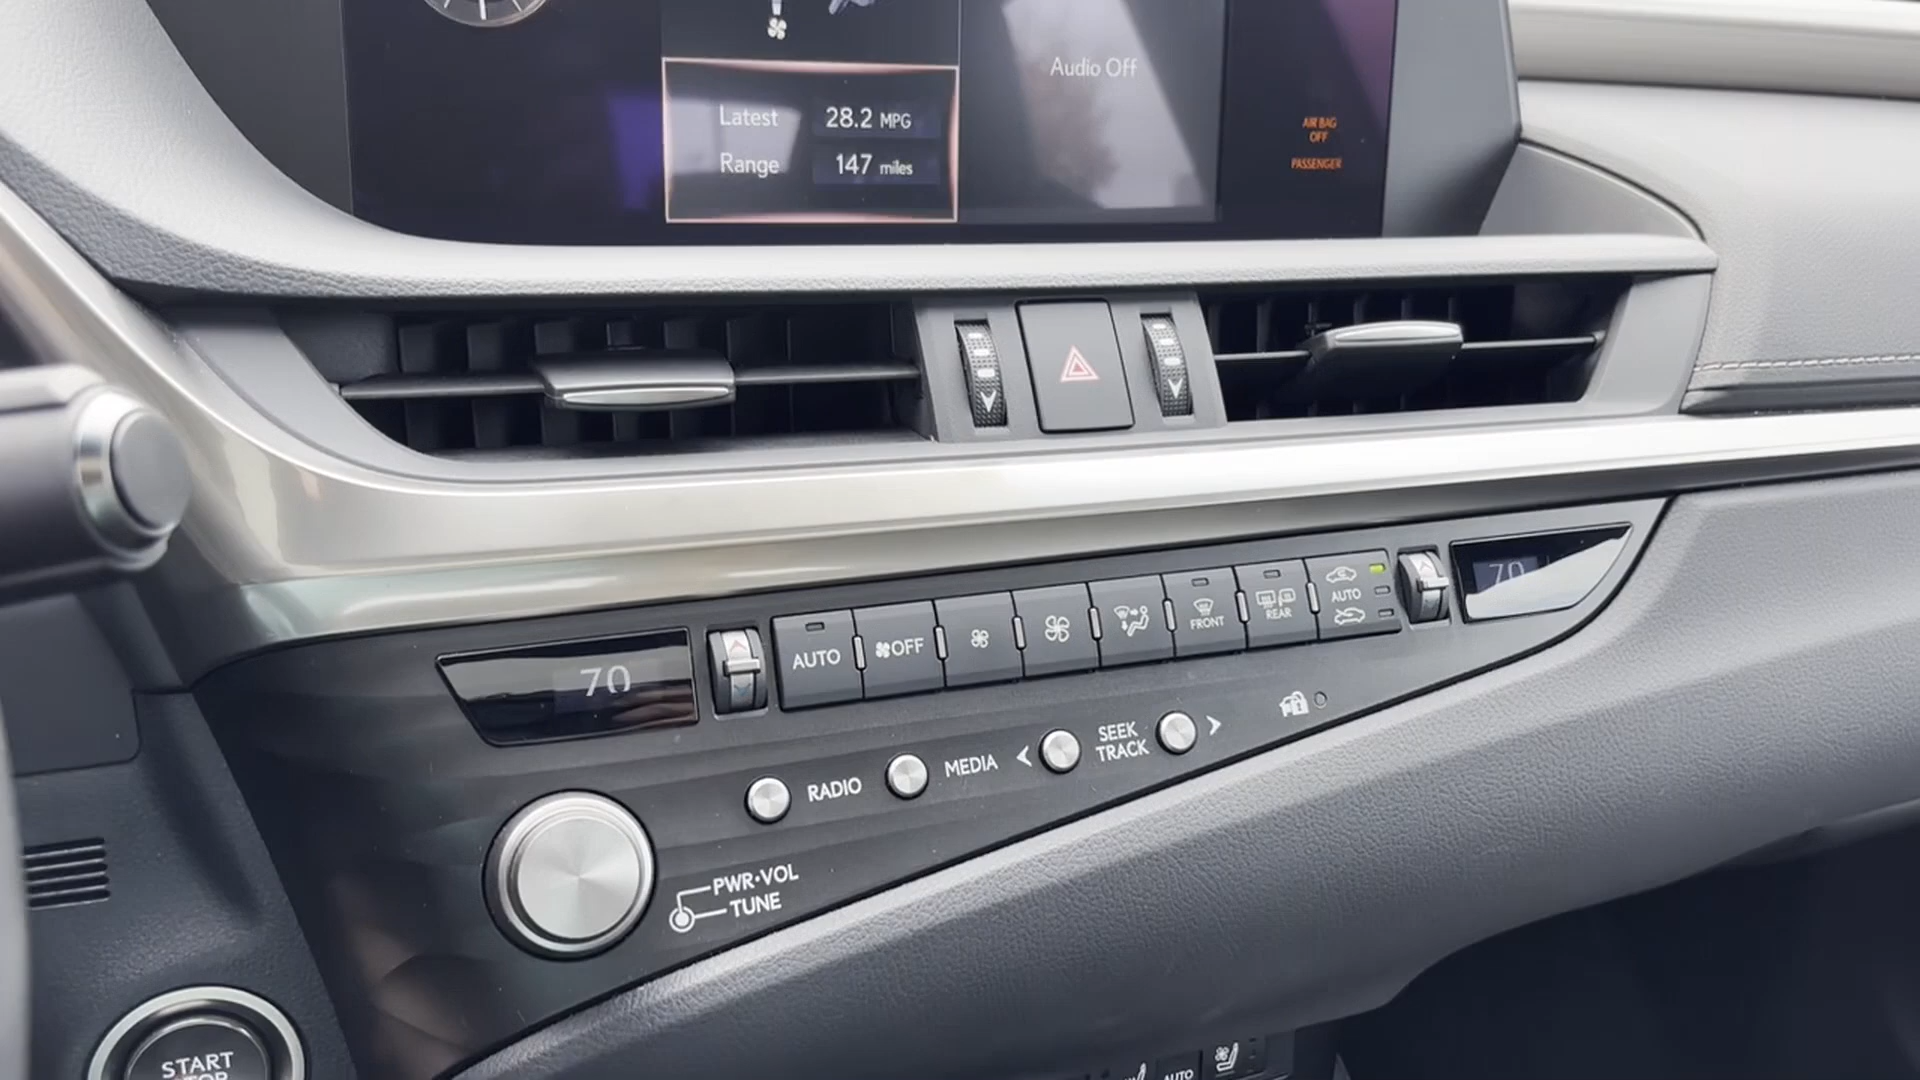 Audio Off
Latest 28.2 MPG
Range 147 miles
AIR BAG
OFF
PASSENGER
70
AUTO
OFF
FRONT
REAR
AUTO
70
RADIO
MEDIA
SEEK
TRACK
PWR•VOL
TUNE
START
AUTO